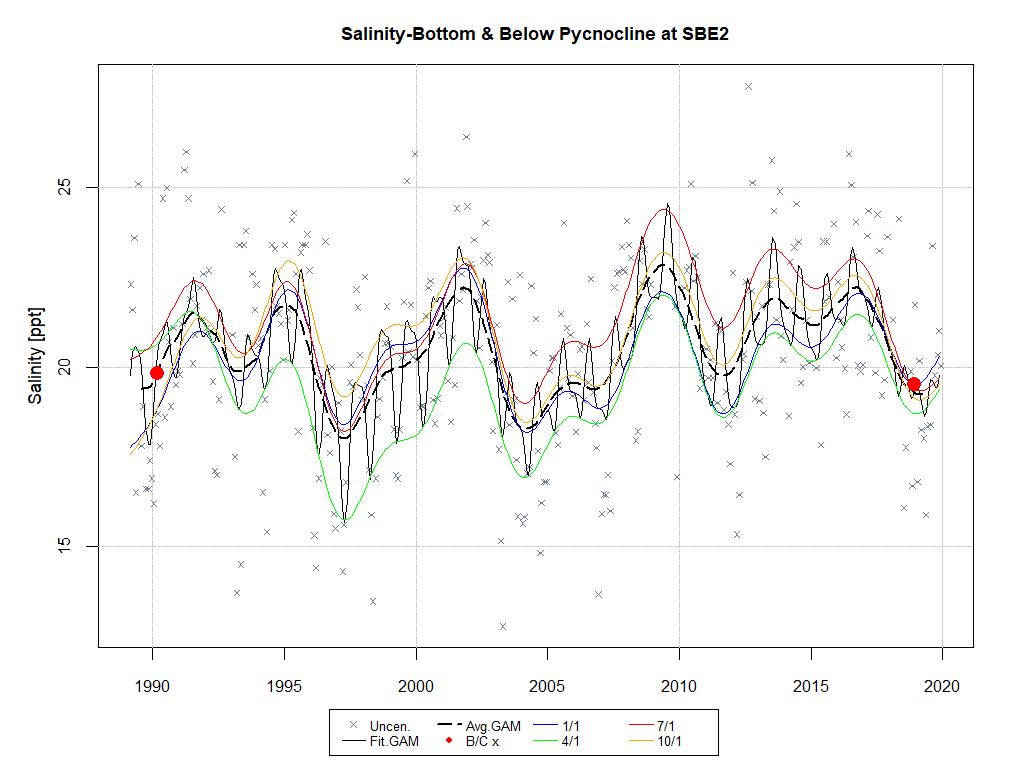 Salinity-Bottom & Below Pycnocline at SBE2
Salinity [ppt]
25
20
15
1990 1995 2000 2005 2010 2015 2020
Uncen. Avg.GAM 1/1 7/1
Fit.GAM B/C x 4/1 10/1